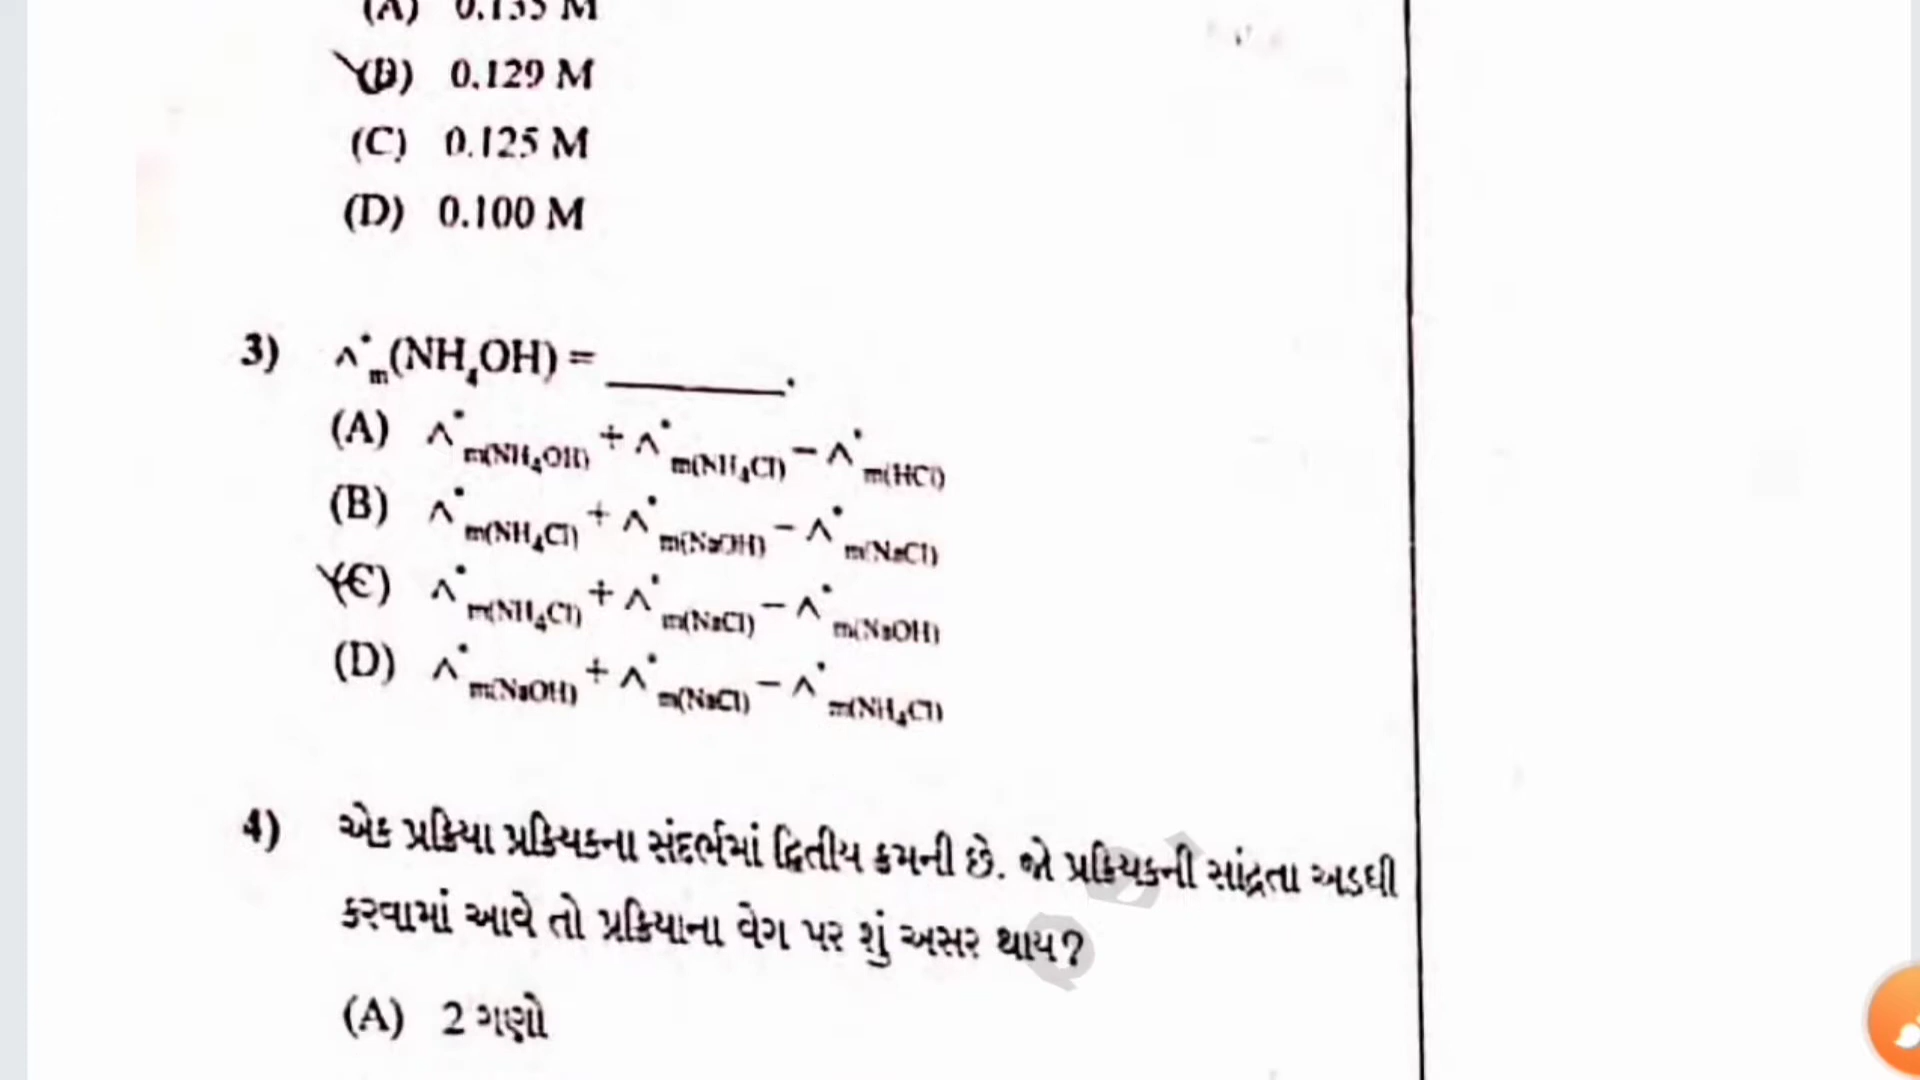 (A) 0.135 M
(B) 0.129 M
(C) 0.125 M
(D) 0.100 M
3) ^°m(NH₄OH) = ________.
(A) ^°m(NH₄OH) + ^°m(NH₄Cl) − ^°m(HCl)
(B) ^°m(NH₄Cl) + ^°m(NaOH) − ^°m(NaCl)
(C) ^°m(NH₄Cl) + ^°m(NaCl) − ^°m(NaOH)
(D) ^°m(NaOH) + ^°m(NaCl) − ^°m(NH₄Cl)
4) એક પ્રક્રિયા પ્રક્રિયકના સંદર્ભમાં દ્વિતીય ક્રમની છે. જો પ્રક્રિયકની સાંદ્રતા અડધી
કરવામાં આવે તો પ્રક્રિયાના વેગ પર શું અસર થાય?
(A) 2 ગણો